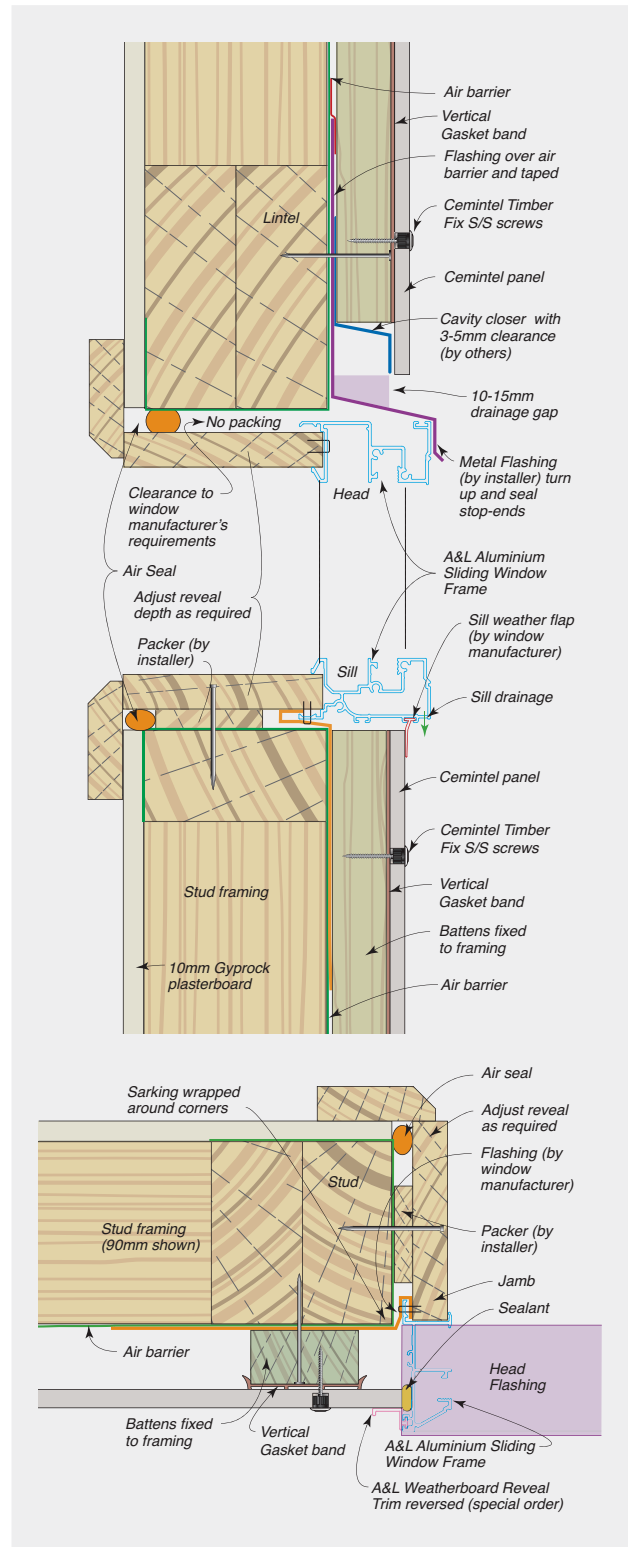 Air barrier
Vertical
Gasket band
Flashing over air
barrier and taped
Lintel
Cemintel Timber
Fix S/S screws
Cemintel panel
Cavity closer with
3-5mm clearance
(by others)
10-15mm
drainage gap
No packing
Metal Flashing
(by installer) turn
up and seal
stop-ends
Head
Clearance to
window
manufacturer's
requirements
Air Seal
A&L Aluminium
Sliding Window
Frame
Adjust reveal
depth as required
Sill weather flap
(by window
manufacturer)
Packer (by
installer)
Sill
Sill drainage
Cemintel panel
Cemintel Timber
Fix S/S screws
Stud framing
Vertical
Gasket band
Battens fixed
to framing
10mm Gyprock
plasterboard
Air barrier
Air seal
Sarking wrapped
around corners
Adjust reveal
as required
Flashing (by
window
manufacturer)
Stud
Stud framing
(90mm shown)
Packer (by
installer)
Jamb
Sealant
Air barrier
Head
Flashing
Battens fixed
to framing
Vertical
Gasket band
A&L Aluminium Sliding
Window Frame
A&L Weatherboard Reveal
Trim reversed (special order)